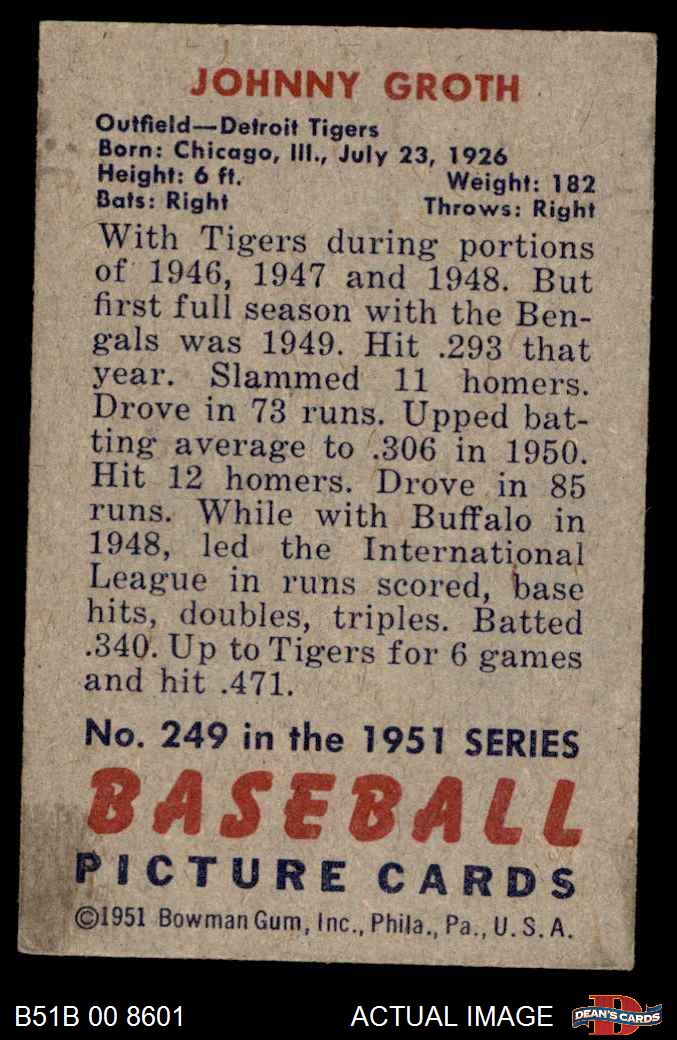 JOHNNY GROTH
Outfield—Detroit Tigers
Born: Chicago, Ill., July 23, 1926
Height: 6 ft. Weight: 182
Bats: Right Throws: Right
With Tigers during portions
of 1946, 1947 and 1948. But
first full season with the Ben-
gals was 1949. Hit .293 that
year. Slammed 11 homers.
Drove in 73 runs. Upped bat-
ting average to .306 in 1950.
Hit 12 homers. Drove in 85
runs. While with Buffalo in
1948, led the International
League in runs scored, base
hits, doubles, triples. Batted
.340. Up to Tigers for 6 games
and hit .471.
No. 249 in the 1951 SERIES
BASEBALL
PICTURE CARDS
©1951 Bowman Gum, Inc., Phila., Pa., U.S.A.
B51B 00 8601 ACTUAL IMAGE D DEAN'S CARDS